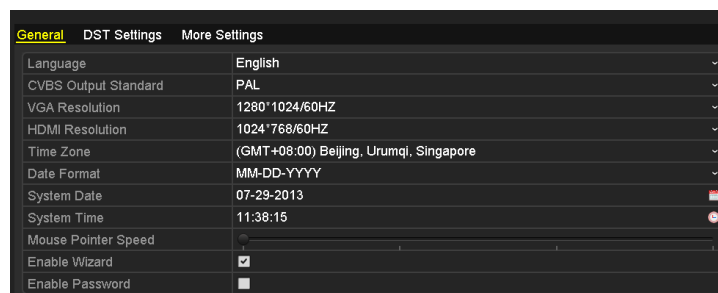 General DST Settings More Settings
Language English
CVBS Output Standard PAL
VGA Resolution 1280*1024/60HZ
HDMI Resolution 1024*768/60HZ
Time Zone (GMT+08:00) Beijing, Urumqi, Singapore
Date Format MM-DD-YYYY
System Date 07-29-2013
System Time 11:38:15
Mouse Pointer Speed
Enable Wizard
Enable Password